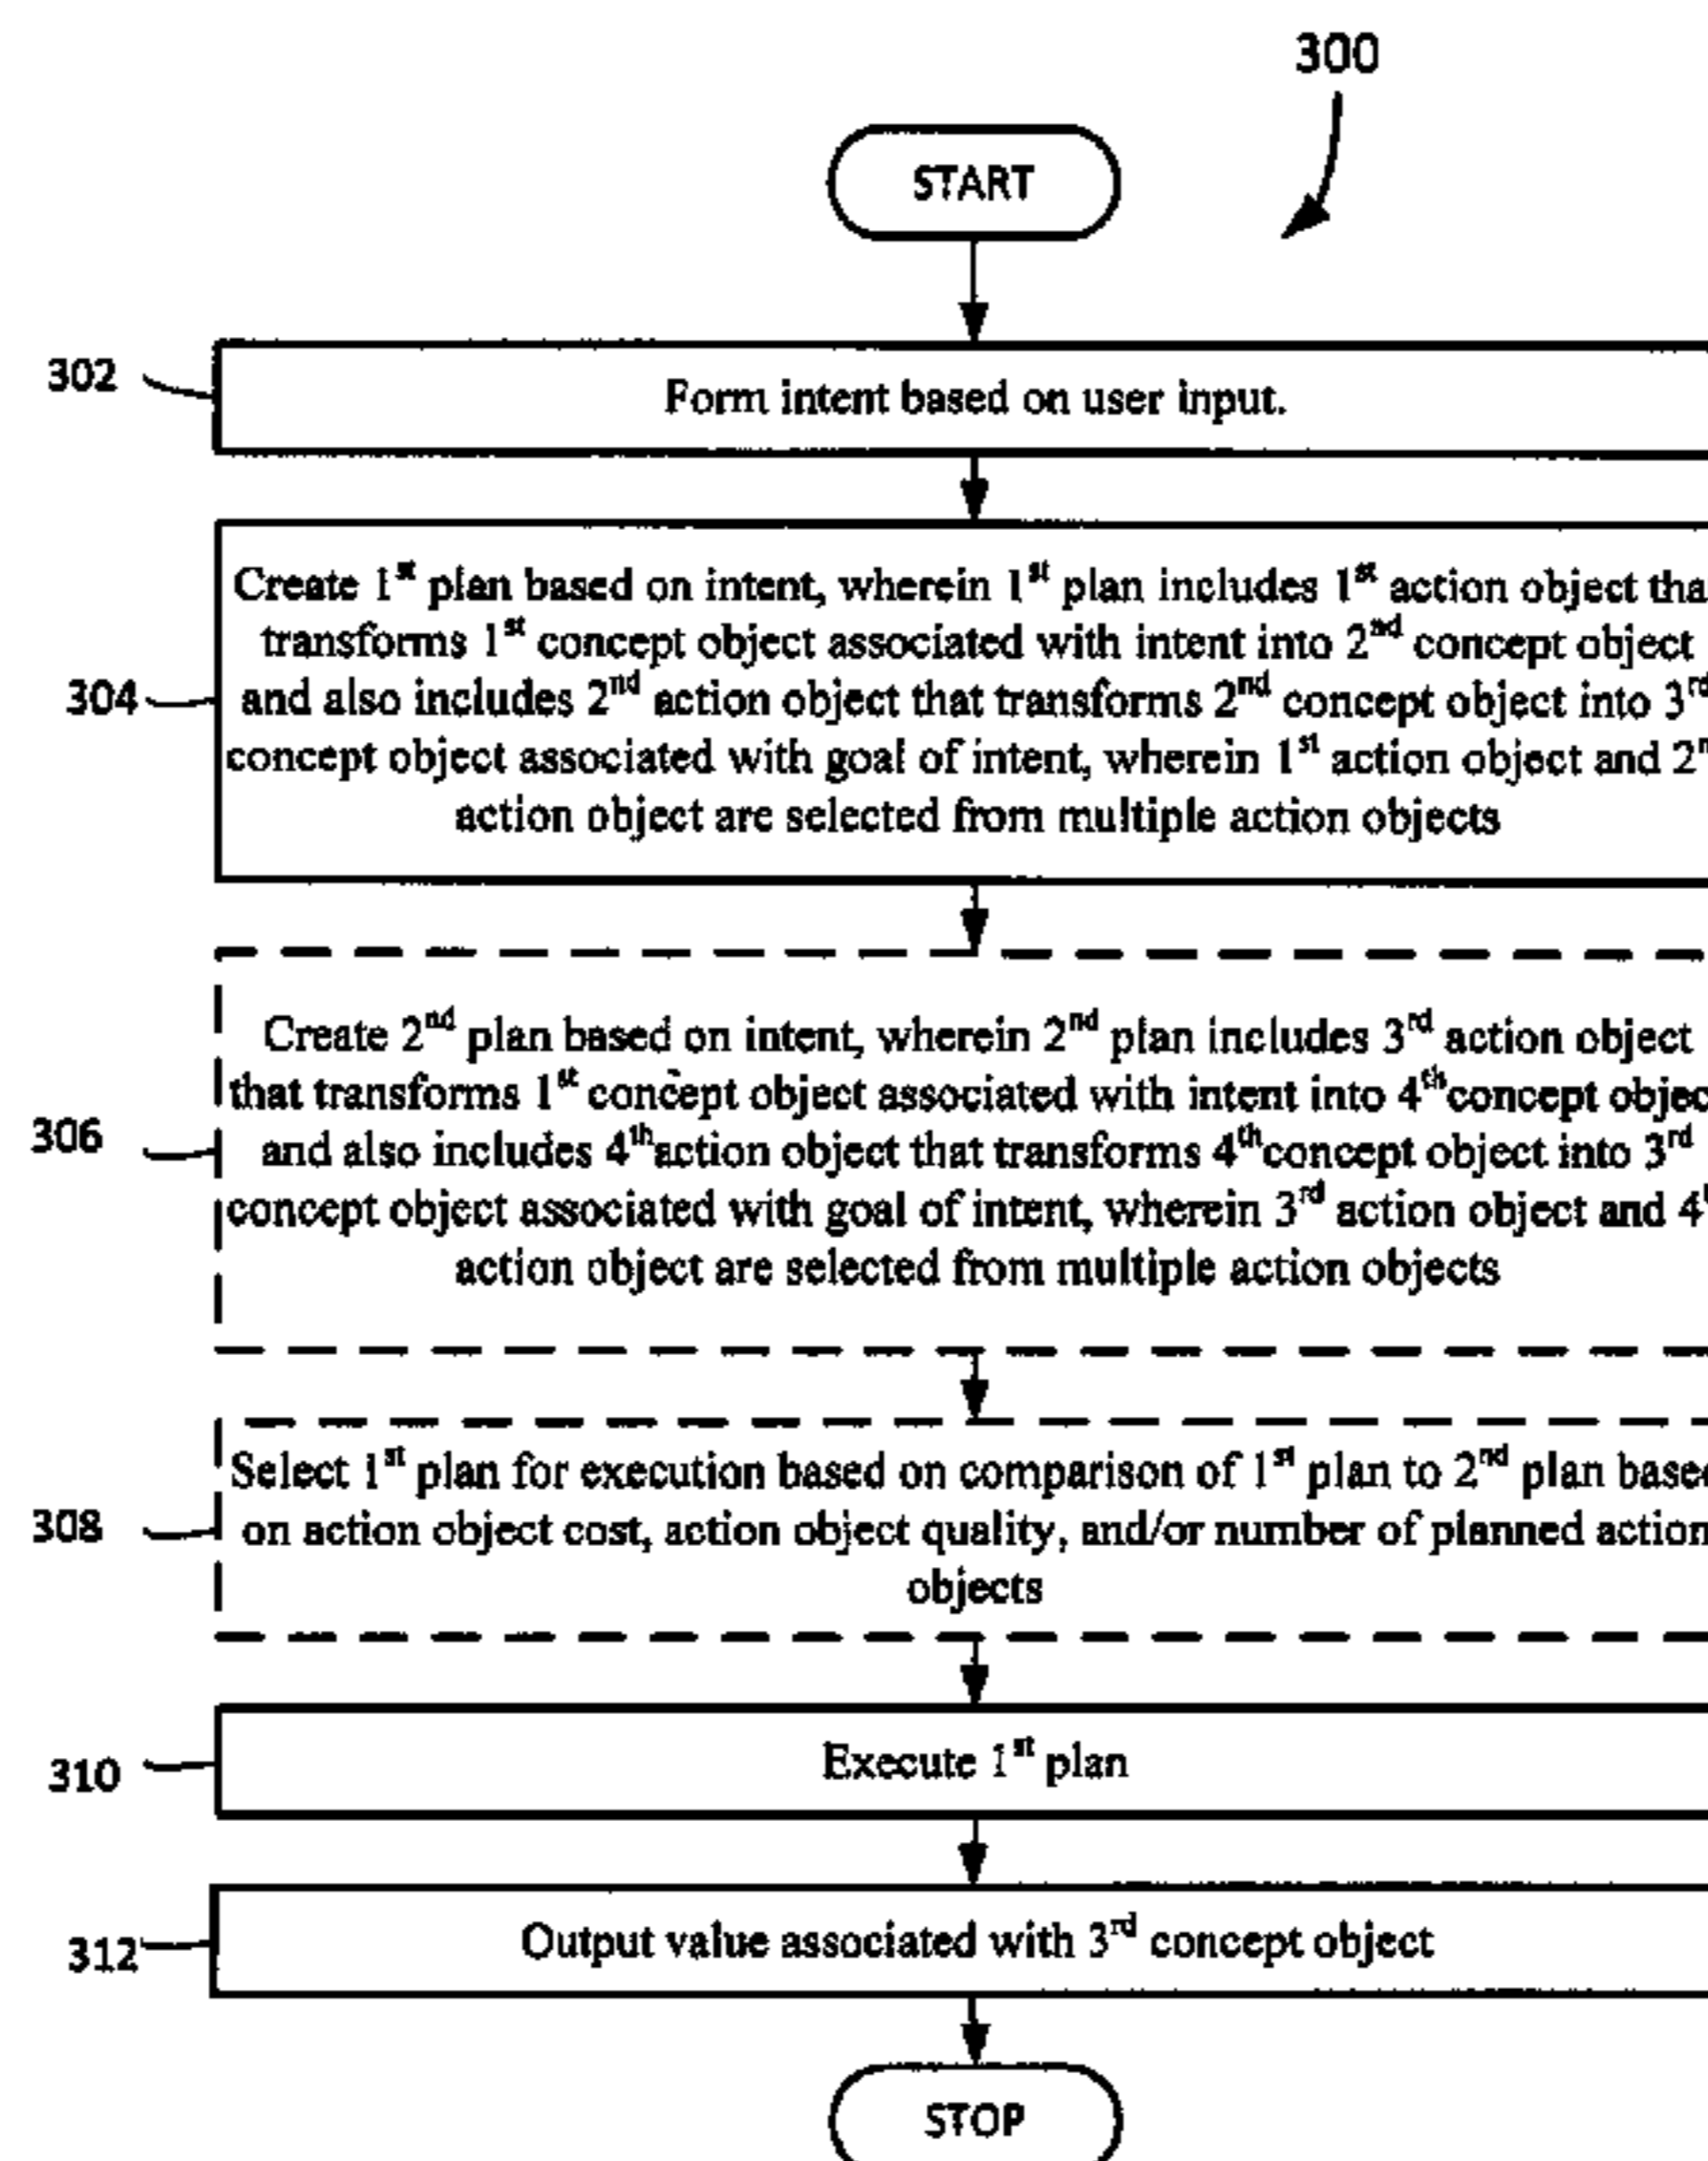 300
START
302
Form intent based on user input.
Create 1st plan based on intent, wherein 1st plan includes 1st action object tha
transforms 1st concept object associated with intent into 2nd concept object
304
and also includes 2nd action object that transforms 2nd concept object into 3rd
concept object associated with goal of intent, wherein 1st action object and 2n
action object are selected from multiple action objects
Create 2nd plan based on intent, wherein 2nd plan includes 3rd action object
that transforms 1st concept object associated with intent into 4th concept objec
306
and also includes 4th action object that transforms 4th concept object into 3rd
concept object associated with goal of intent, wherein 3rd action object and 4t
action object are selected from multiple action objects
Select 1st plan for execution based on comparison of 1st plan to 2nd plan based
308
on action object cost, action object quality, and/or number of planned action
objects
310
Execute 1st plan
312
Output value associated with 3rd concept object
STOP